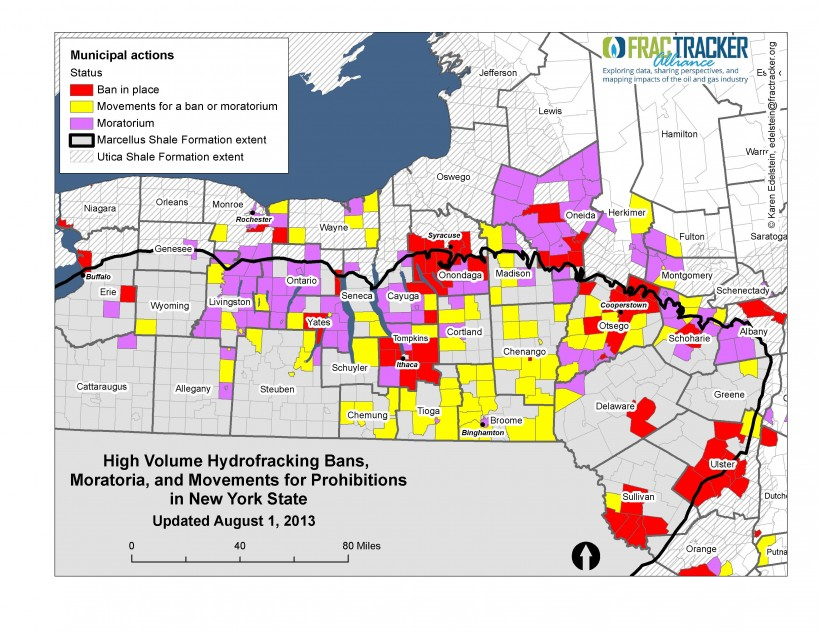 Municipal actions
Status
Ban in place
Movements for a ban or moratorium
Moratorium
Marcellus Shale Formation extent
Utica Shale Formation extent
FRACTRACKER
Alliance
Exploring data, sharing perspectives, and
mapping impacts of the oil and gas industry
© Karen Edelstein, edelstein@fractracker.org
Jefferson
Lewis
Hamilton
Oswego
Niagara
Orleans
Monroe
Rochester
Wayne
Oneida
Herkimer
Fulton
Saratoga
Syracuse
Genesee
Buffalo
Onondaga
Madison
Montgomery
Schenectady
Erie
Wyoming
Livingston
Ontario
Seneca
Cayuga
Cooperstown
Otsego
Yates
Tompkins
Cortland
Schoharie
Albany
Ithaca
Chenango
Schuyler
Cattaraugus
Allegany
Steuben
Greene
Chemung
Tioga
Broome
Binghamton
Delaware
Ulster
Sullivan
Dutch
Orange
Putna
High Volume Hydrofracking Bans,
Moratoria, and Movements for Prohibitions
in New York State
Updated August 1, 2013
0 40 80 Miles